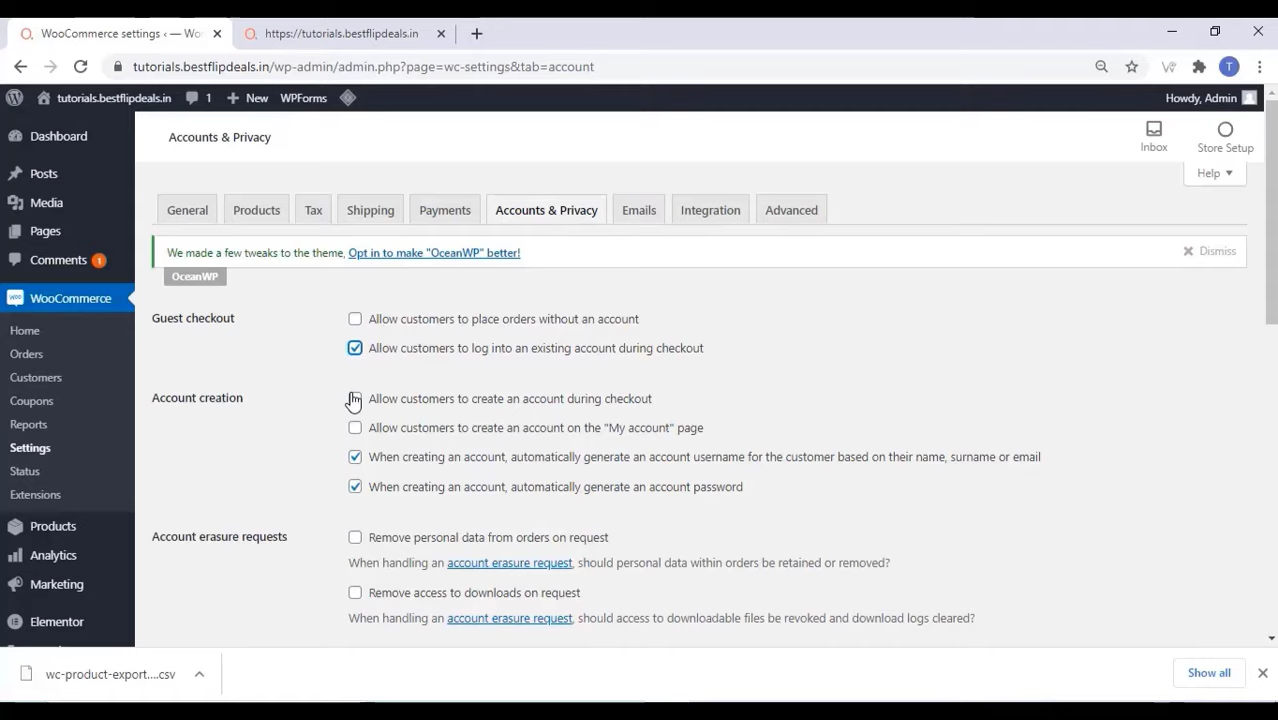 WooCommerce settings ‹ — Wo
https://tutorials.bestflipdeals.in
tutorials.bestflipdeals.in/wp-admin/admin.php?page=wc-settings&tab=account
T
tutorials.bestflipdeals.in
1
New
WPForms
Howdy, Admin
Dashboard
Posts
Media
Pages
Comments 1
WooCommerce
Home
Orders
Customers
Coupons
Reports
Settings
Status
Extensions
Products
Analytics
Marketing
Elementor
Accounts & Privacy
Inbox
Store Setup
Help
General
Products
Tax
Shipping
Payments
Accounts & Privacy
Emails
Integration
Advanced
We made a few tweaks to the theme, Opt in to make "OceanWP" better!
Dismiss
OceanWP
Guest checkout
Allow customers to place orders without an account
Allow customers to log into an existing account during checkout
Account creation
Allow customers to create an account during checkout
Allow customers to create an account on the "My account" page
When creating an account, automatically generate an account username for the customer based on their name, surname or email
When creating an account, automatically generate an account password
Account erasure requests
Remove personal data from orders on request
When handling an account erasure request, should personal data within orders be retained or removed?
Remove access to downloads on request
When handling an account erasure request, should access to downloadable files be revoked and download logs cleared?
wc-product-export....csv
Show all